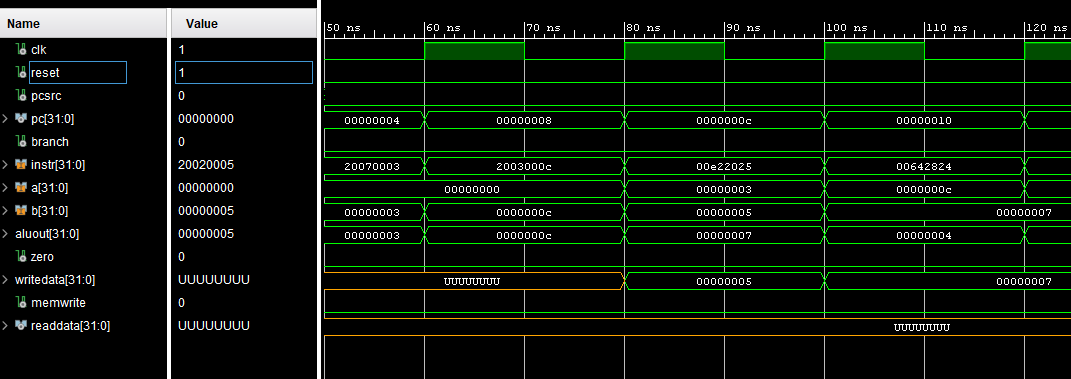 Name Value
50 ns 60 ns 70 ns 80 ns 90 ns 100 ns 110 ns 120 ns
clk 1
reset 1
pcsrc 0
pc[31:0] 00000000 00000004 00000008 0000000c 00000010
branch 0
instr[31:0] 20020005 20070003 2003000c 00e22025 00642824
a[31:0] 00000000 00000000 00000003 0000000c
b[31:0] 00000005 00000003 0000000c 00000005 00000007
aluout[31:0] 00000005 00000003 0000000c 00000007 00000004
zero 0
writedata[31:0] UUUUUUUU UUUUUUUU 00000005 00000007
memwrite 0
readdata[31:0] UUUUUUUU UUUUUUUU